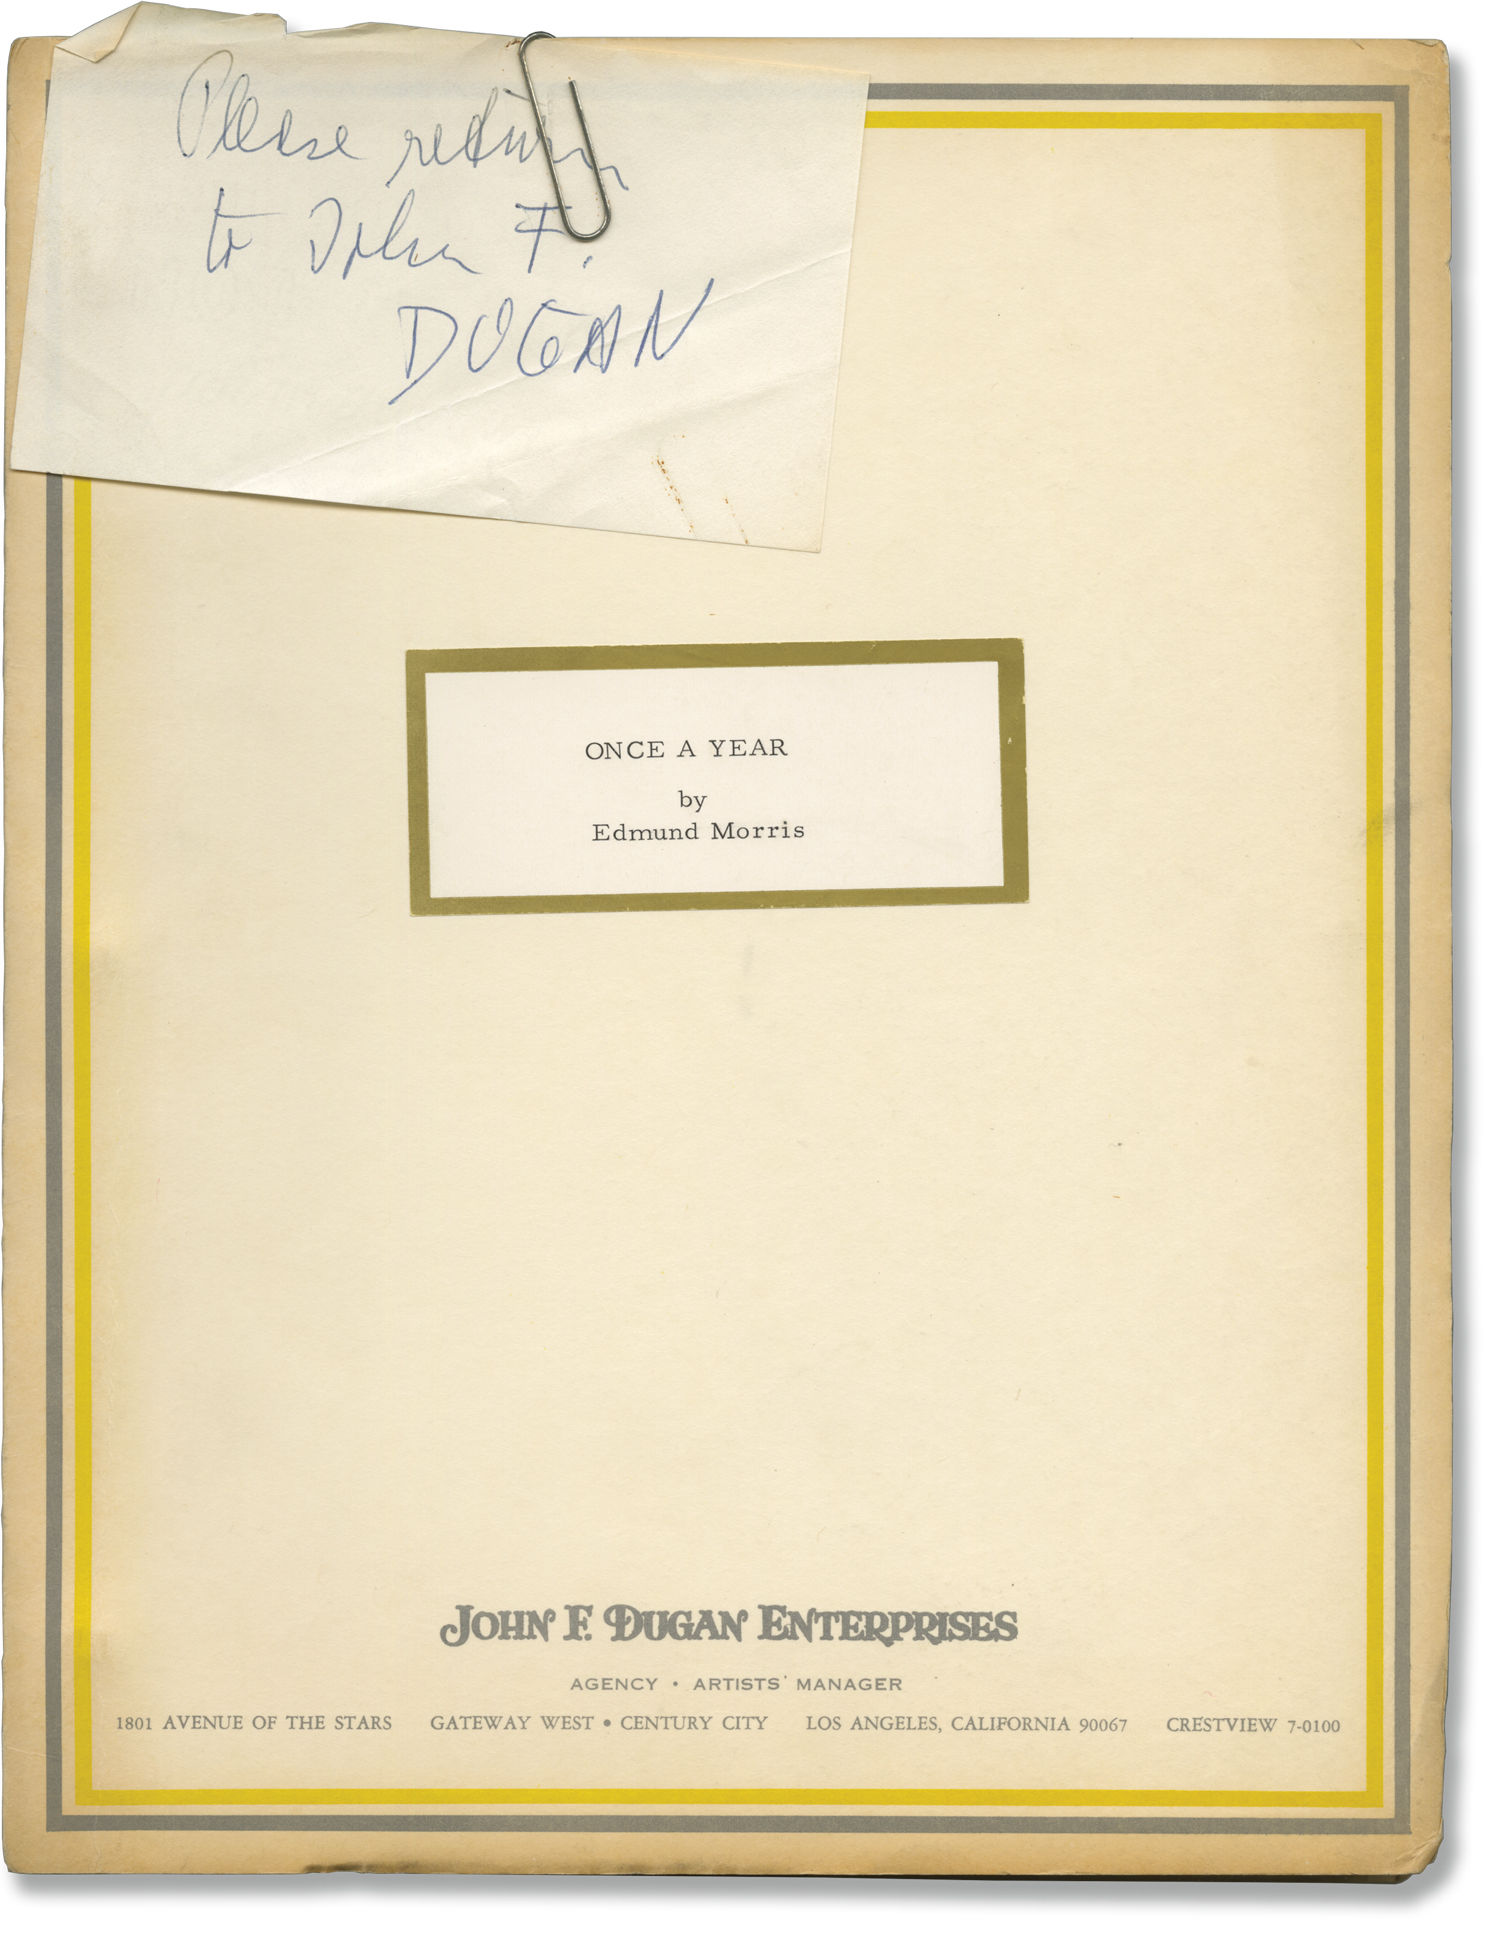 Please return
to John F.
DUGAN
ONCE A YEAR
by
Edmund Morris
JOHN F. DUGAN ENTERPRISES
AGENCY • ARTISTS' MANAGER
1801 AVENUE OF THE STARS GATEWAY WEST • CENTURY CITY LOS ANGELES, CALIFORNIA 90067 CRESTVIEW 7-0100